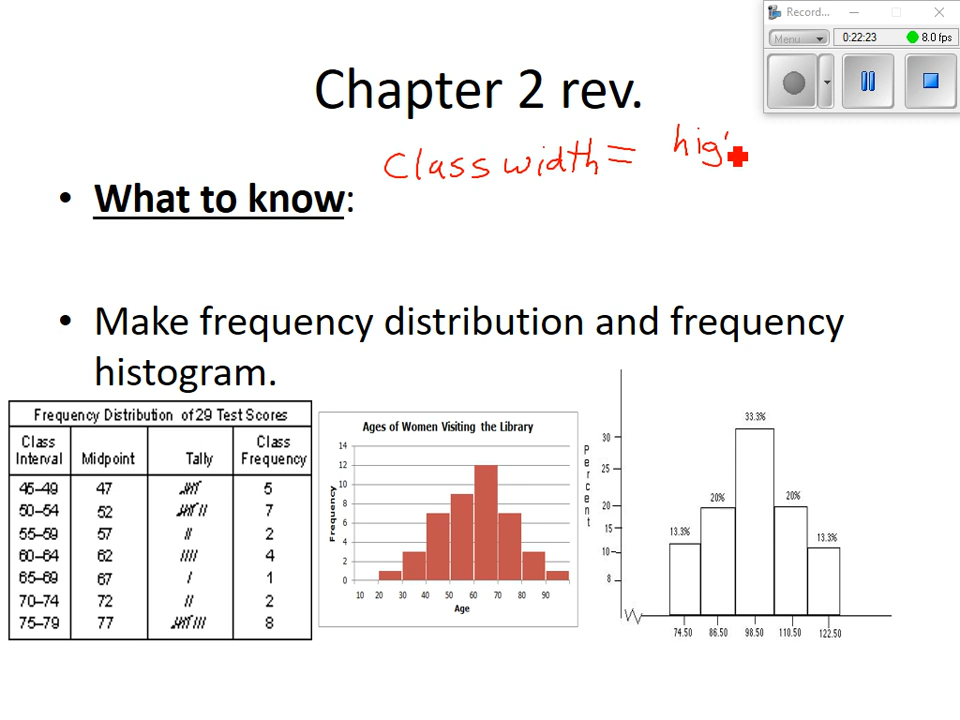 Record...
Menu
0:22:23
8.0 fps
Chapter 2 rev.
Class width = hig
• What to know:
• Make frequency distribution and frequency
histogram.
Frequency Distribution of 29 Test Scores
Class Interval Midpoint Tally Class Frequency
45–49 47 5
50–54 52 7
55–59 57 2
60–64 62 4
65–69 67 1
70–74 72 2
75–79 77 8
Ages of Women Visiting the Library
Frequency
14
12
10
8
6
4
2
0
10 20 30 40 50 60 70 80 90
Age
Percent
30
25
20
15
10
8
13.3%
20%
33.3%
20%
13.3%
74.50 86.50 98.50 110.50 122.50